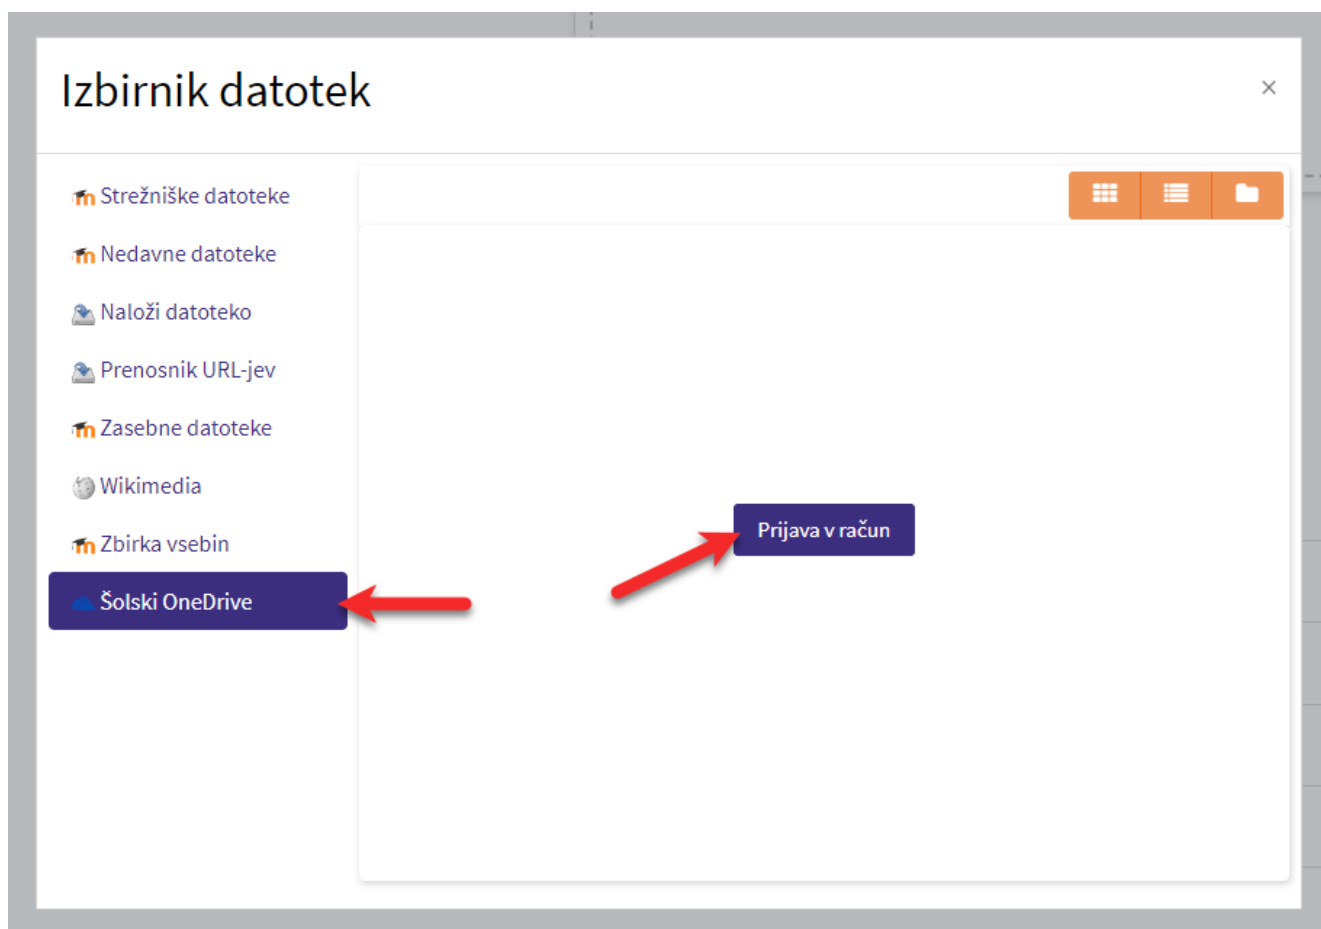 Izbirnik datotek
×
Strežniške datoteke
Nedavne datoteke
Naloži datoteko
Prenosnik URL-jev
Zasebne datoteke
Wikimedia
Zbirka vsebin
Šolski OneDrive
Prijava v račun